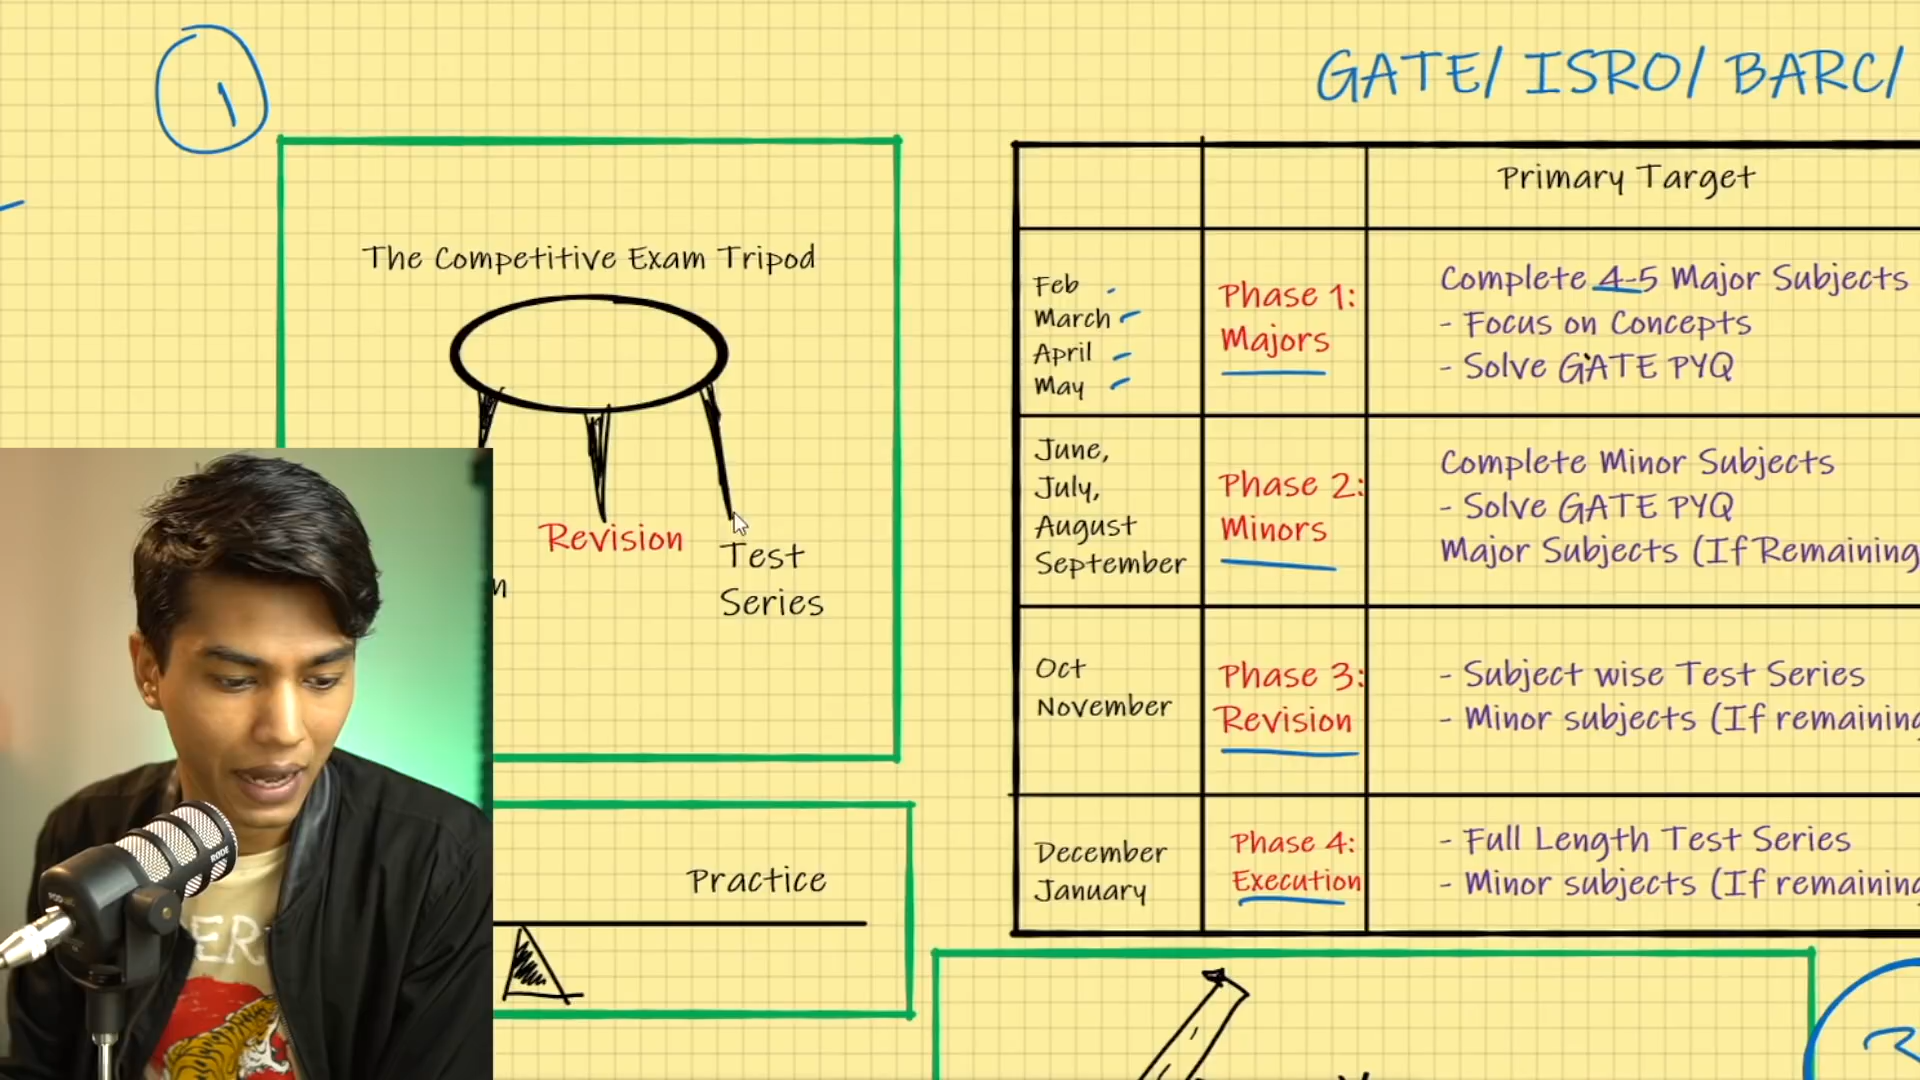 1
GATE/ ISRO/ BARC/
The Competitive Exam Tripod
Revision
Test
Series
Practice
Primary Target
Feb
March
April
May
Phase 1:
Majors
Complete 4-5 Major Subjects
- Focus on Concepts
- Solve GATE PYQ
June,
July,
August
September
Phase 2:
Minors
Complete Minor Subjects
- Solve GATE PYQ
Major Subjects (If Remaining
Oct
November
Phase 3:
Revision
- Subject wise Test Series
- Minor subjects (If remaining
December
January
Phase 4:
Execution
- Full Length Test Series
- Minor subjects (If remaining
RODE